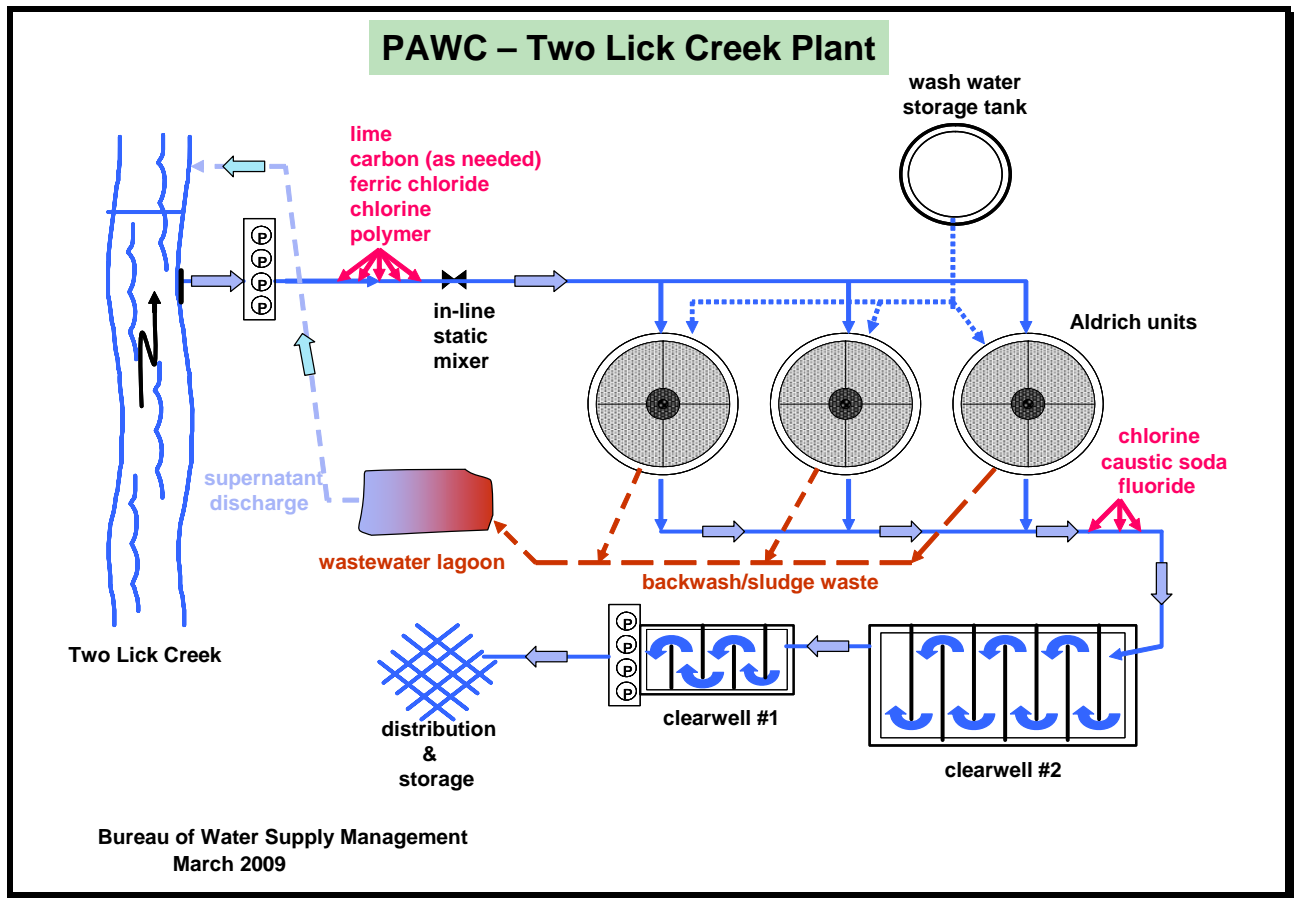 PAWC – Two Lick Creek Plant
wash water
storage tank
lime
carbon (as needed)
ferric chloride
chlorine
polymer
P
P
P
P
in-line
static
mixer
Aldrich units
chlorine
caustic soda
fluoride
supernatant
discharge
wastewater lagoon
backwash/sludge waste
Two Lick Creek
P
P
P
P
clearwell #1
clearwell #2
distribution
&
storage
Bureau of Water Supply Management
March 2009